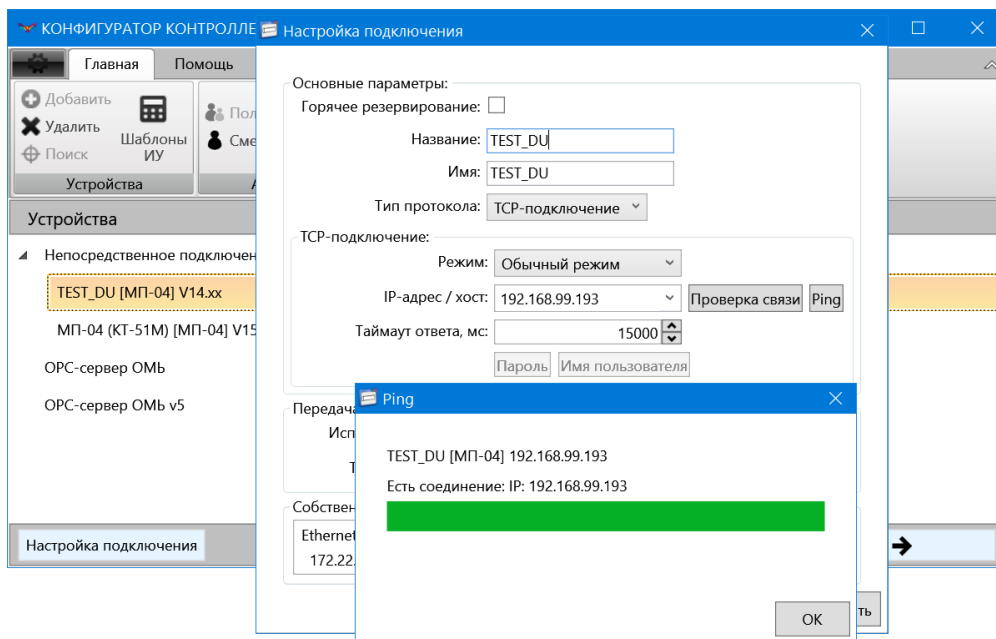 КОНФИГУРАТОР КОНТРОЛЛЕ
Настройка подключения
Главная
Помощь
Добавить
Удалить
Поиск
Шаблоны
ИУ
Пол
Сме
Устройства
Устройства
Непосредственное подключен
TEST_DU [МП-04] V14.xx
МП-04 (КТ-51М) [МП-04] V15
OPC-сервер ОМЬ
OPC-сервер ОМЬ v5
Настройка подключения
Основные параметры:
Горячее резервирование:
Название: TEST_DU
Имя: TEST_DU
Тип протокола: TCP-подключение
TCP-подключение:
Режим: Обычный режим
IP-адрес / хост: 192.168.99.193 Проверка связи Ping
Таймаут ответа, мс: 15000
Пароль Имя пользователя
Передача
Исп
Собствен
Ethernet
172.22.
Ping
TEST_DU [МП-04] 192.168.99.193
Есть соединение: IP: 192.168.99.193
OK
ть